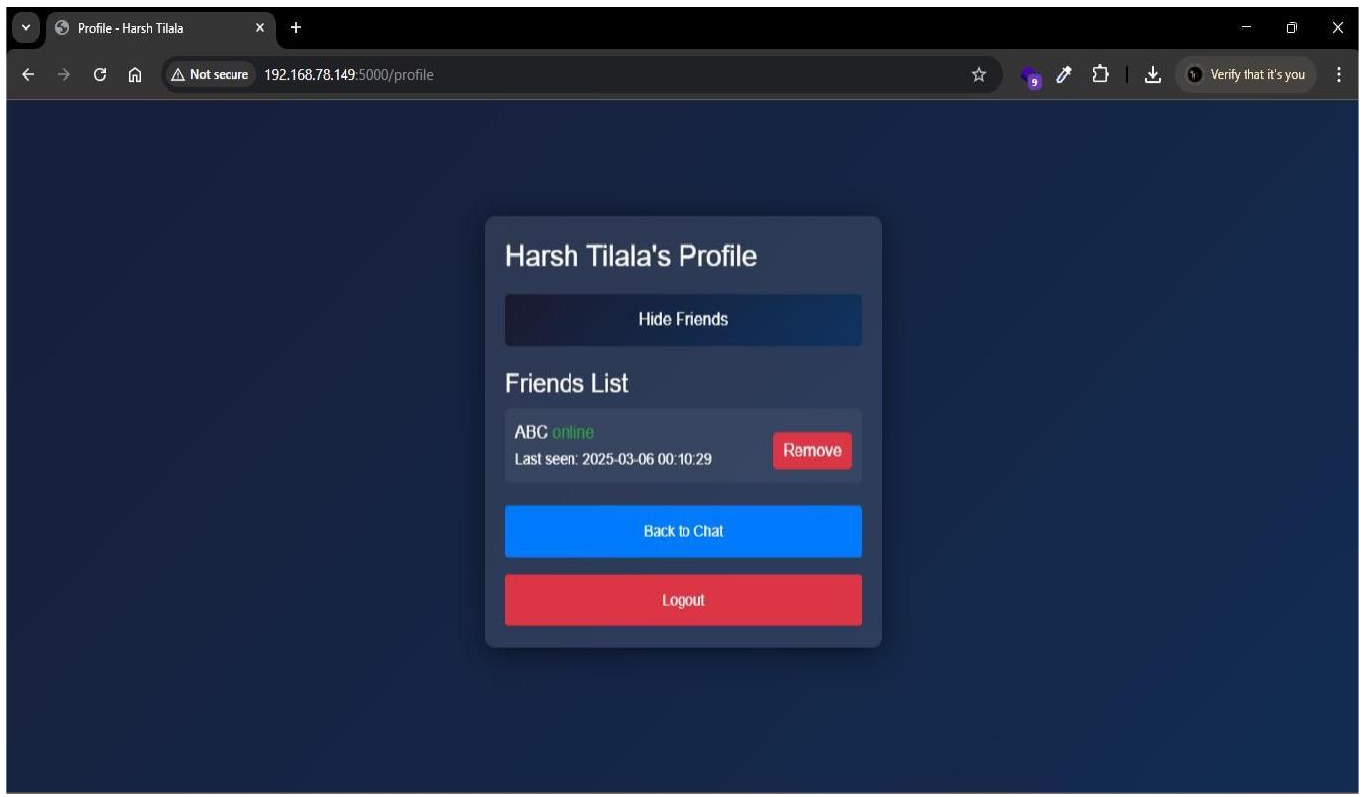 Profile - Harsh Tilala
Not secure 192.168.78.149:5000/profile
9
Verify that it's you
Harsh Tilala's Profile
Hide Friends
Friends List
ABC online
Last seen: 2025-03-06 00:10:29
Remove
Back to Chat
Logout